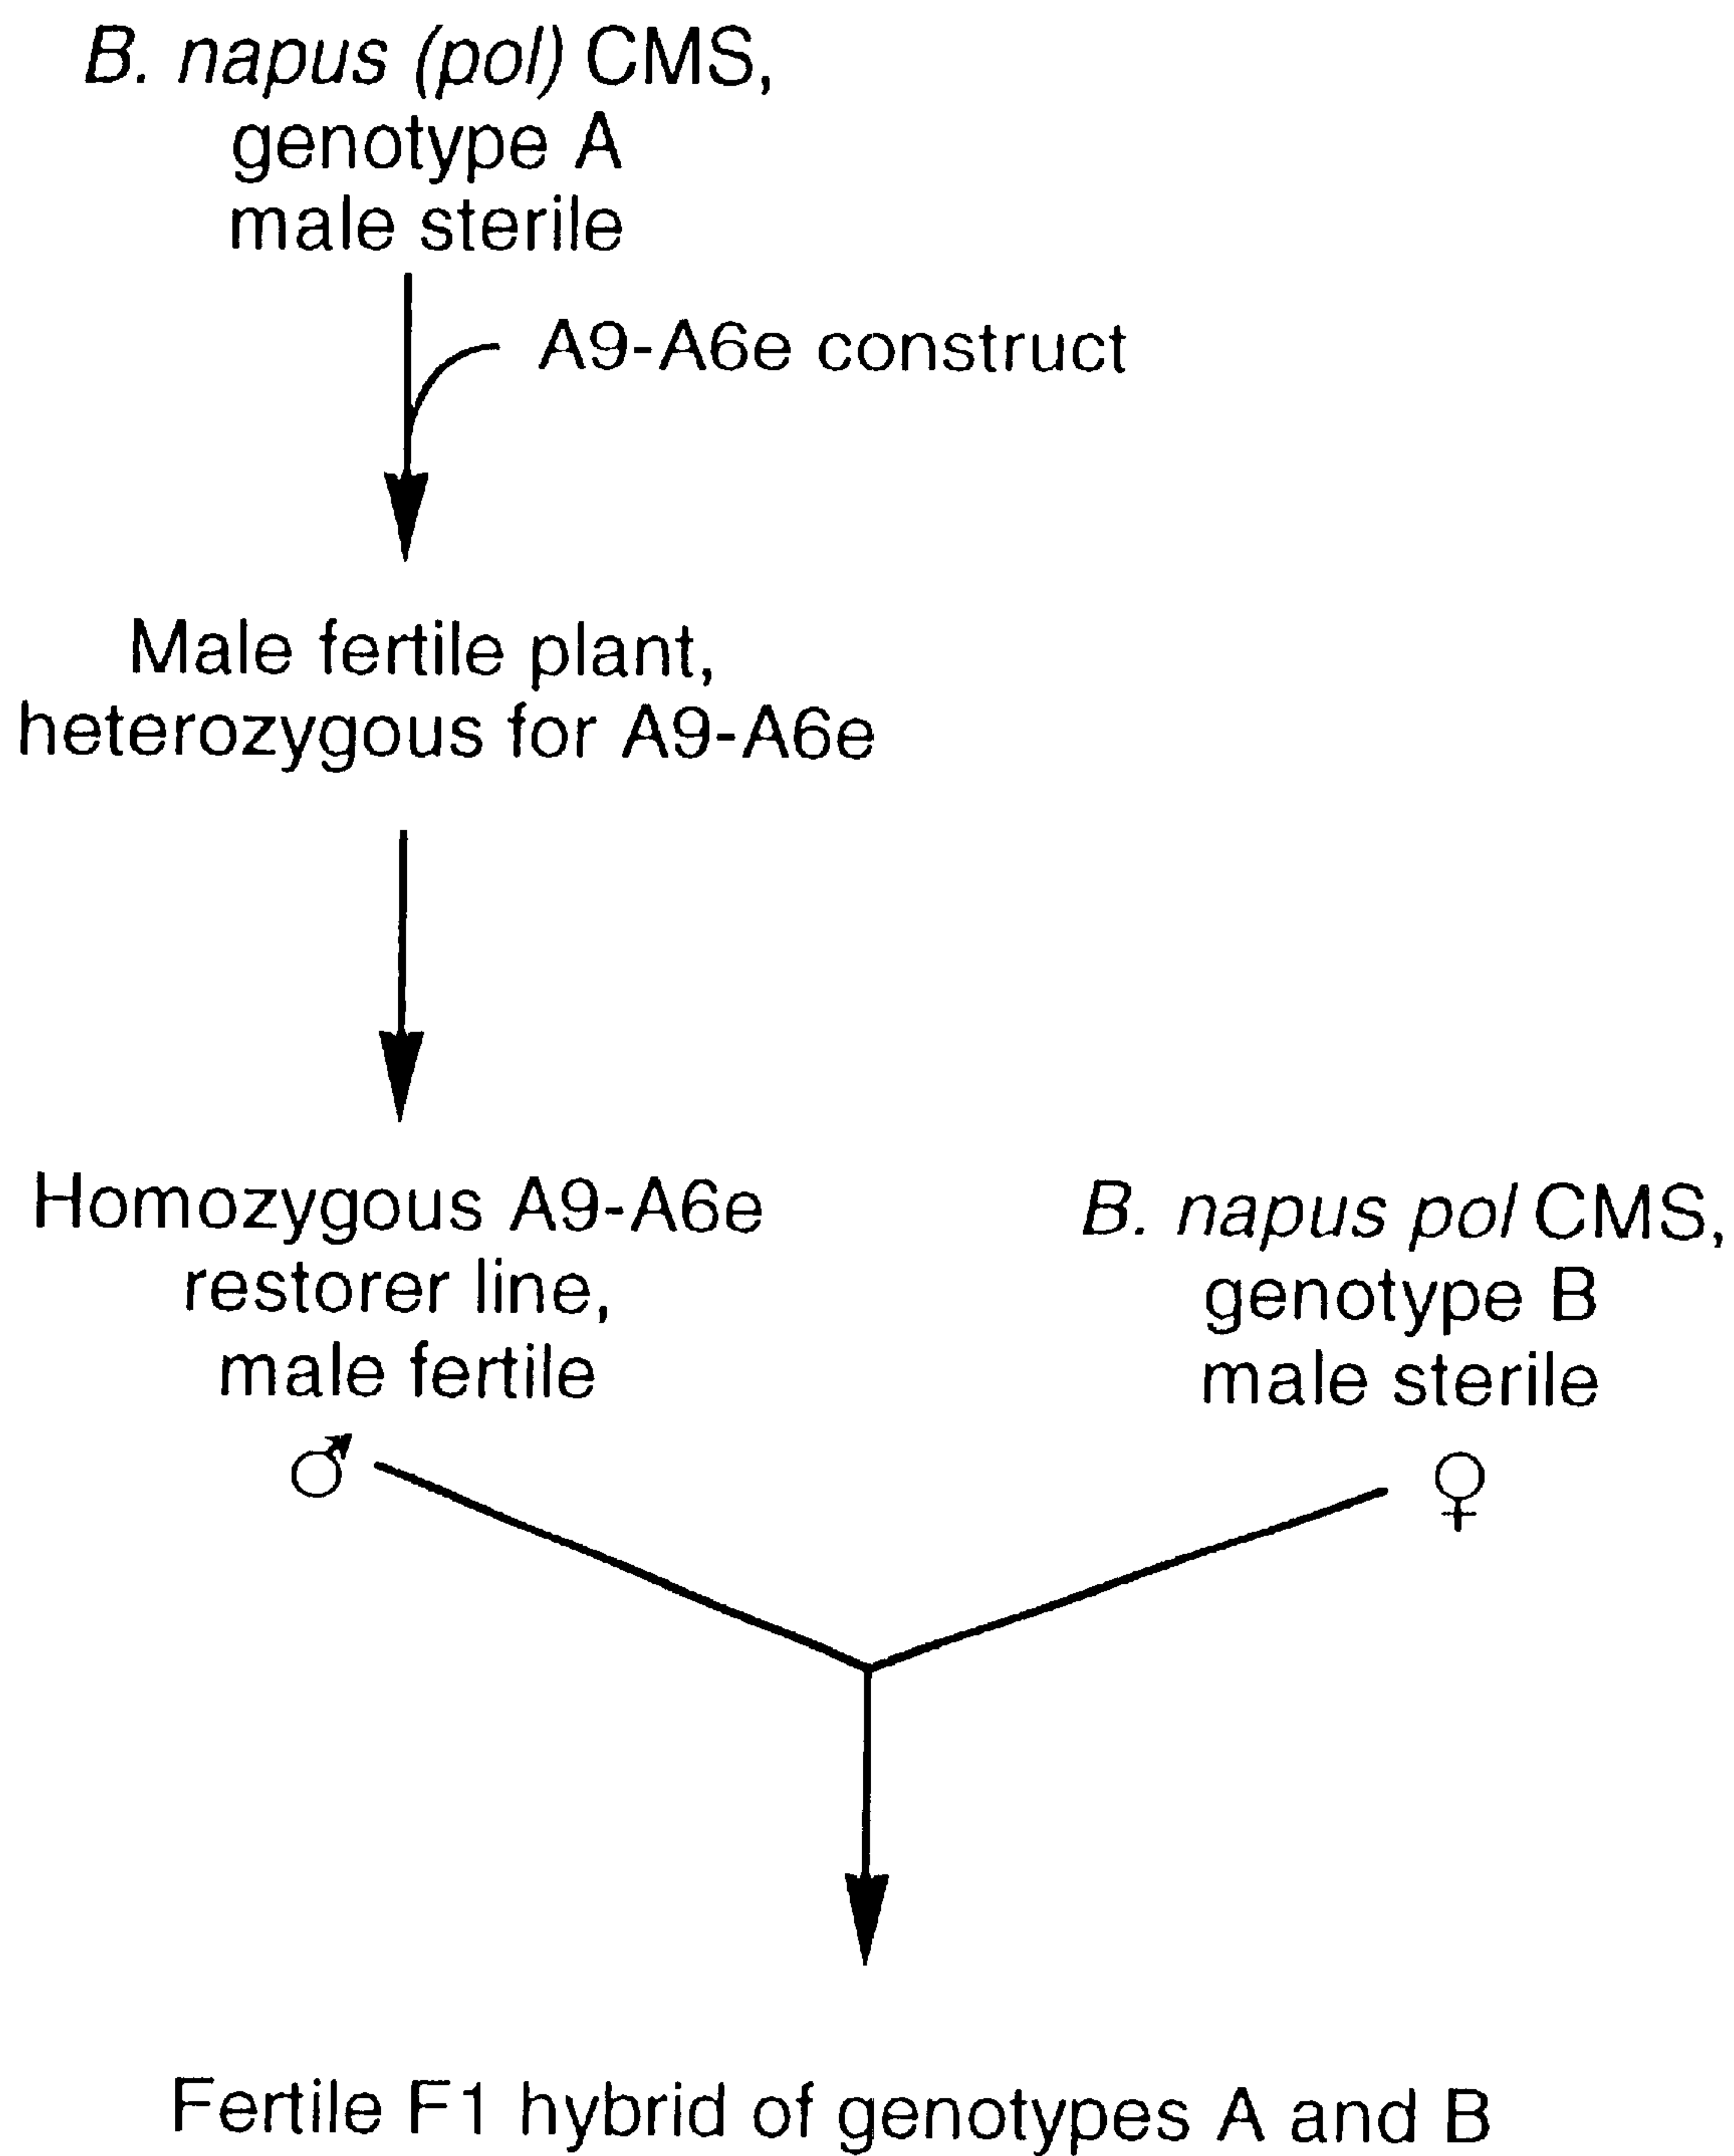 B. napus (pol) CMS,
genotype A
male sterile
A9-A6e construct
Male fertile plant,
heterozygous for A9-A6e
Homozygous A9-A6e
restorer line,
male fertile
♂
B. napus pol CMS,
genotype B
male sterile
♀
Fertile F1 hybrid of genotypes A and B